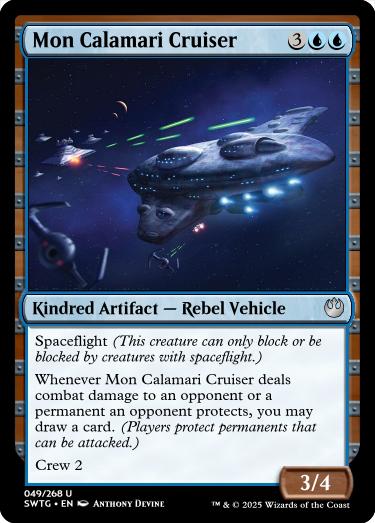 Mon Calamari Cruiser 3
Kindred Artifact — Rebel Vehicle
Spaceflight (This creature can only block or be
blocked by creatures with spaceflight.)
Whenever Mon Calamari Cruiser deals
combat damage to an opponent or a
permanent an opponent protects, you may
draw a card. (Players protect permanents that
can be attacked.)
Crew 2
3/4
049/268 U
SWTG • EN Anthony Devine ™ & © 2025 Wizards of the Coast